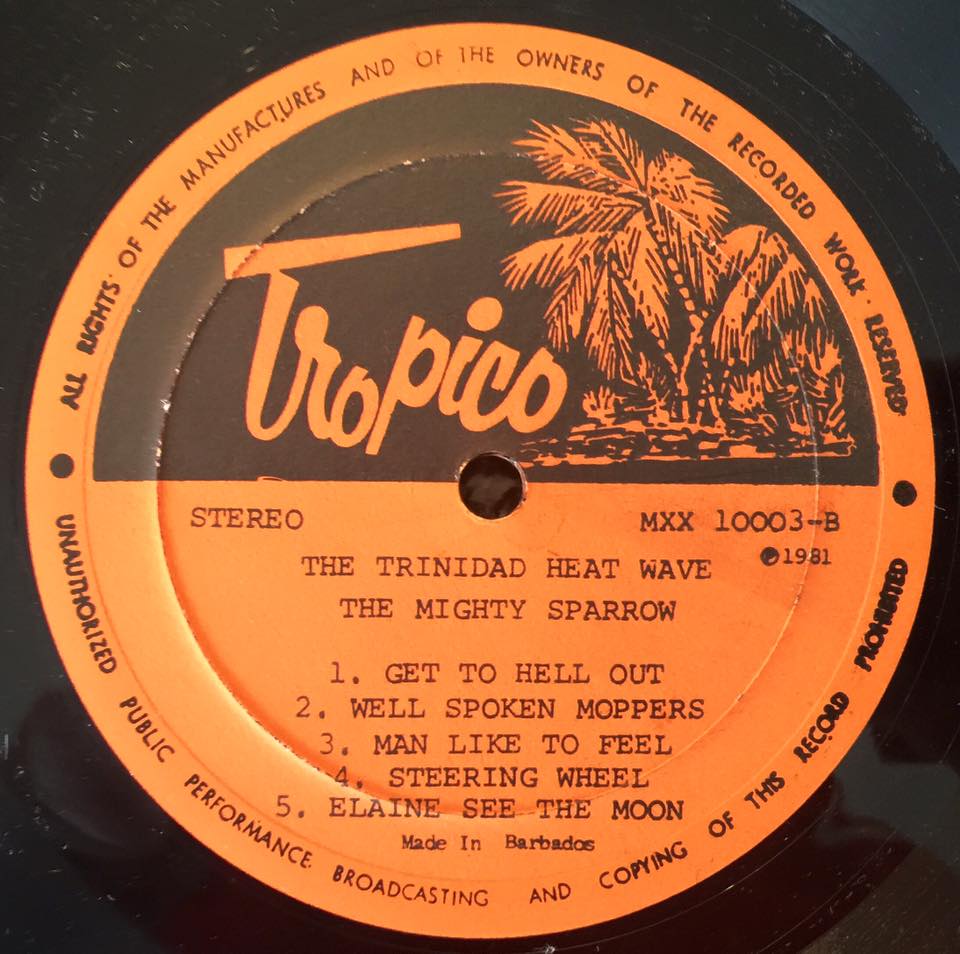 ALL RIGHTS OF THE MANUFACTURES AND OF THE OWNERS OF THE RECORDED WORK · RESERVED·
Tropico
STEREO
MXX 10003-B
℗1981
THE TRINIDAD HEAT WAVE
THE MIGHTY SPARROW
1. GET TO HELL OUT
2. WELL SPOKEN MOPPERS
3. MAN LIKE TO FEEL
4. STEERING WHEEL
5. ELAINE SEE THE MOON
Made In Barbados
UNAUTHORIZED PUBLIC PERFORMANCE. BROADCASTING AND COPYING OF THIS RECORD PROHIBITED